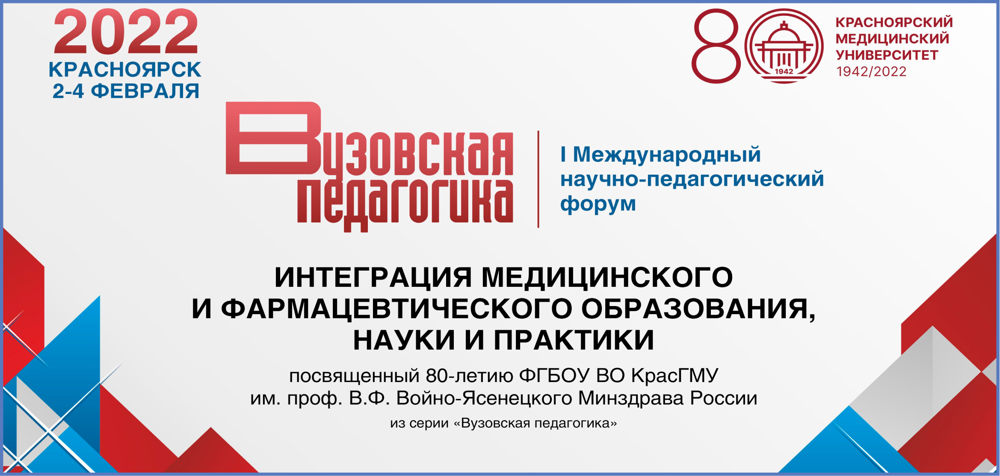 2022
КРАСНОЯРСК
2-4 ФЕВРАЛЯ
80
1942
КРАСНОЯРСКИЙ
МЕДИЦИНСКИЙ
УНИВЕРСИТЕТ
1942/2022
Вузовская
педагогика
I Международный
научно-педагогический
форум
ИНТЕГРАЦИЯ МЕДИЦИНСКОГО
И ФАРМАЦЕВТИЧЕСКОГО ОБРАЗОВАНИЯ,
НАУКИ И ПРАКТИКИ
посвященный 80-летию ФГБОУ ВО КрасГМУ
им. проф. В.Ф. Войно-Ясенецкого Минздрава России
из серии «Вузовская педагогика»